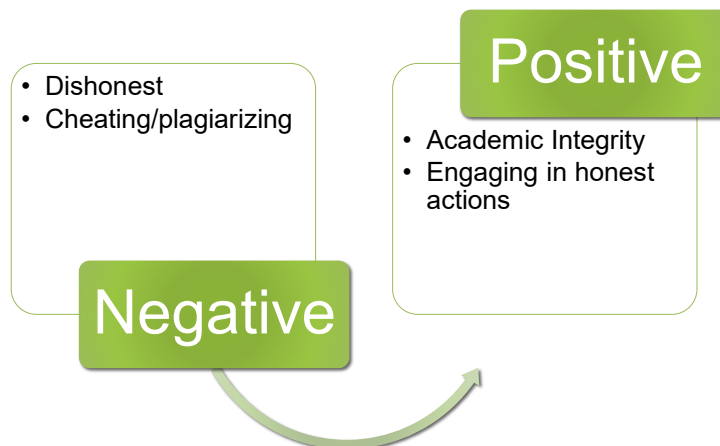 • Dishonest
• Cheating/plagiarizing
Negative
Positive
• Academic Integrity
• Engaging in honest
actions